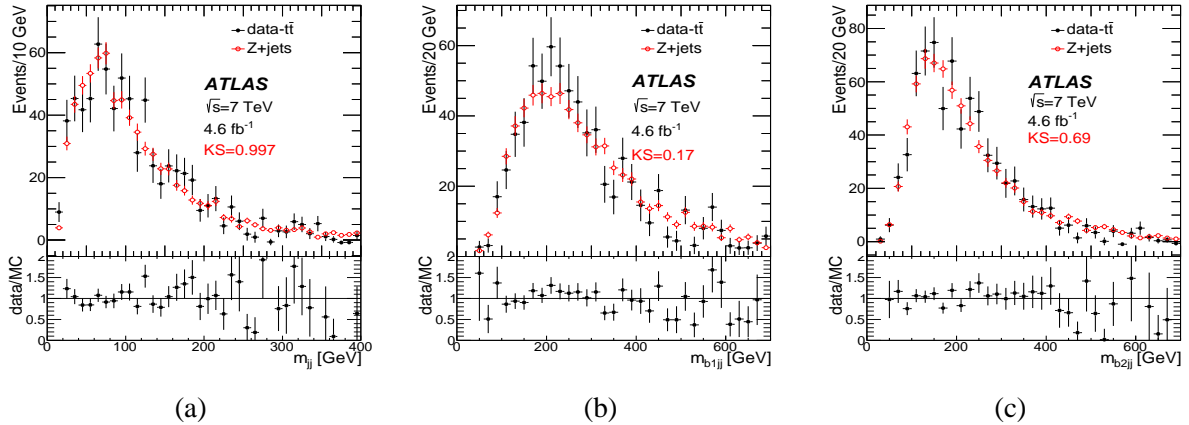 Events/10 GeV
60
40
20
0
data-tt̄
Z+jets
ATLAS
√s=7 TeV
4.6 fb⁻¹
KS=0.997
data/MC
2
1.5
1
0.5
0
0 100 200 300 400
m_jj [GeV]
(a)
Events/20 GeV
60
40
20
data-tt̄
Z+jets
ATLAS
√s=7 TeV
4.6 fb⁻¹
KS=0.17
data/MC
2
1.5
1
0.5
0
0 200 400 600
m_b1jj [GeV]
(b)
Events/20 GeV
80
60
40
20
0
data-tt̄
Z+jets
ATLAS
√s=7 TeV
4.6 fb⁻¹
KS=0.69
data/MC
2
1.5
1
0.5
0
0 200 400 600
m_b2jj [GeV]
(c)